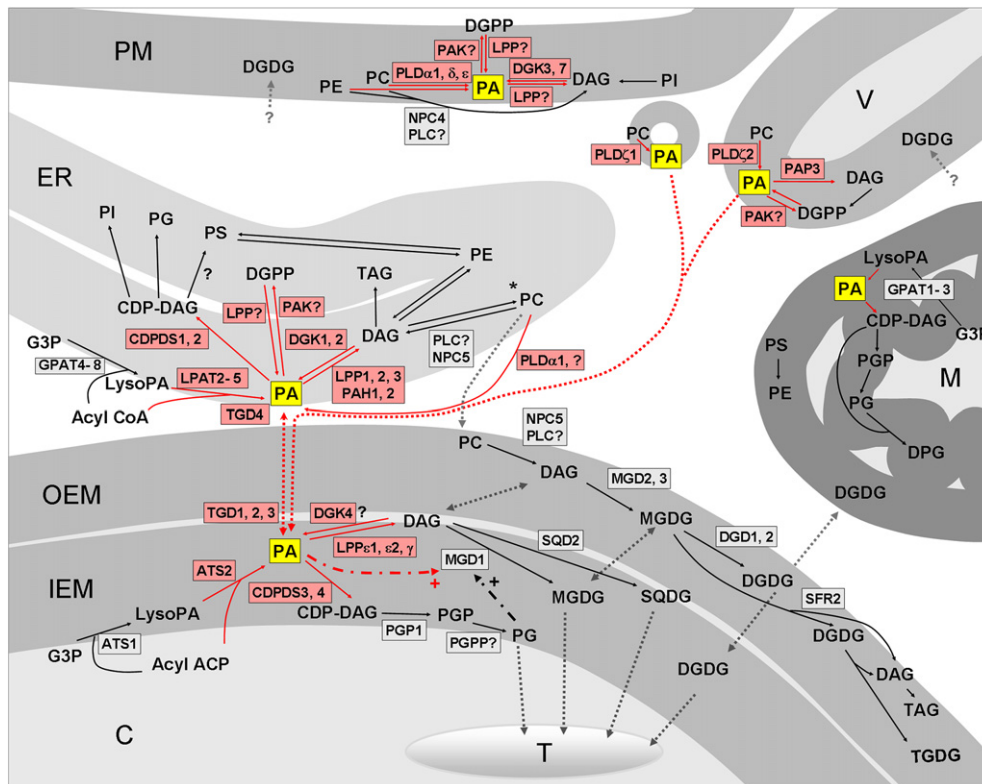 DGPP
PM
PAK?
LPP?
DGDG
PC
PLDα1, δ, ε
DGK3, 7
PE
PA
DAG
PI
LPP?
?
NPC4
PLC?
V
PC
PLDζ1
PA
PC
PLDζ2
DGDG
PAP3
PA
DAG
?
PAK?
DGPP
ER
PI
PG
PS
PE
?
DGPP
TAG
*
PC
CDP-DAG
LPP?
PAK?
DAG
CDPDS1, 2
DGK1, 2
PLC?
NPC5
G3P
GPAT4-8
LPAT2-5
LPP1, 2, 3
PAH1, 2
PLDα1, ?
LysoPA
PA
Acyl CoA
TGD4
LysoPA
PA
GPAT1-3
CDP-DAG
G3P
PS
PGP
M
PE
PG
DPG
DGDG
NPC5
PLC?
PC
OEM
DAG
MGD2, 3
TGD1, 2, 3
DGK4
?
DAG
MGDG
PA
LPPε1, ε2, γ
SQD2
DGD1, 2
MGD1
+
+
ATS2
IEM
CDPDS3, 4
MGDG
SQDG
DGDG
SFR2
LysoPA
CDP-DAG
PGP
DGDG
PGP1
PG
G3P
ATS1
PGPP?
Acyl ACP
DGDG
DAG
TAG
C
T
TGDG